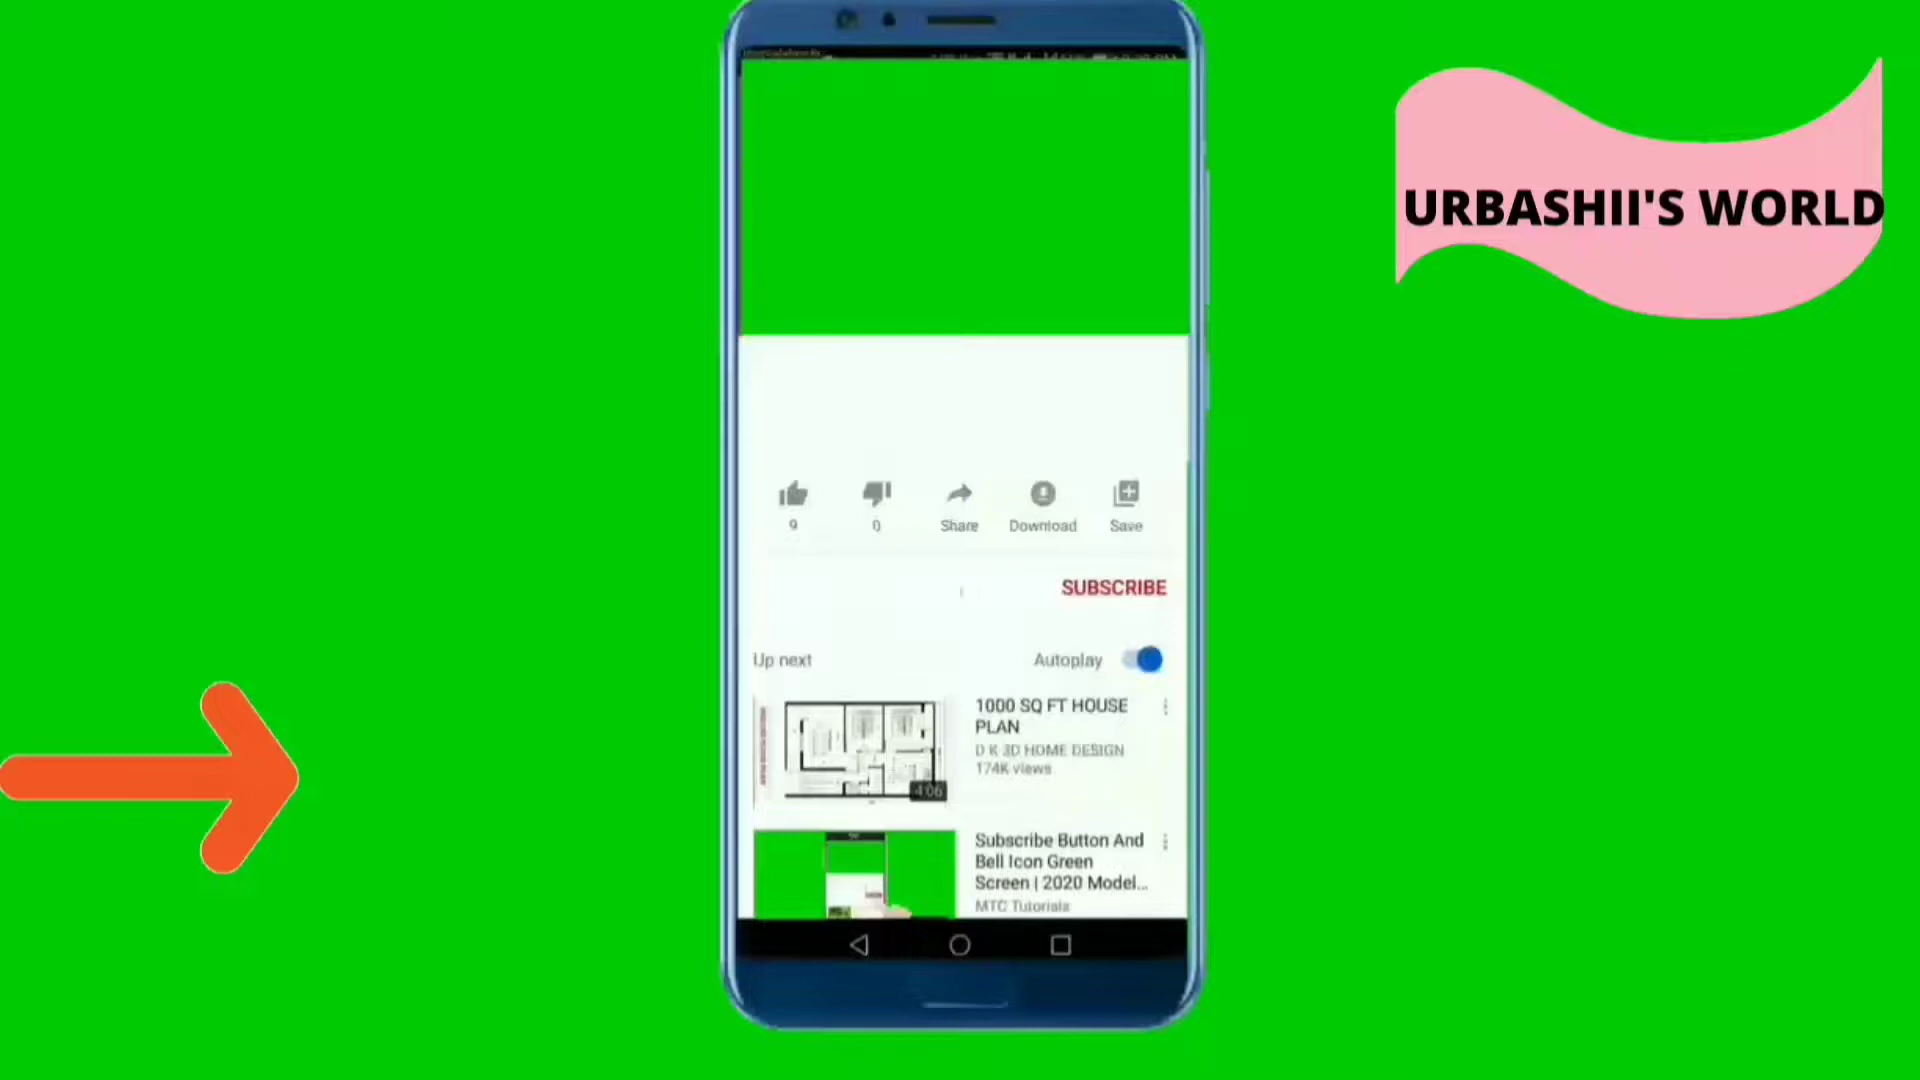 URBASHII'S WORLD
9
0
Share
Download
Save
SUBSCRIBE
Up next
Autoplay
1000 SQ FT HOUSE
PLAN
D K 3D HOME DESIGN
174K views
4:06
Subscribe Button And
Bell Icon Green
Screen | 2020 Model...
MTC Tutorials